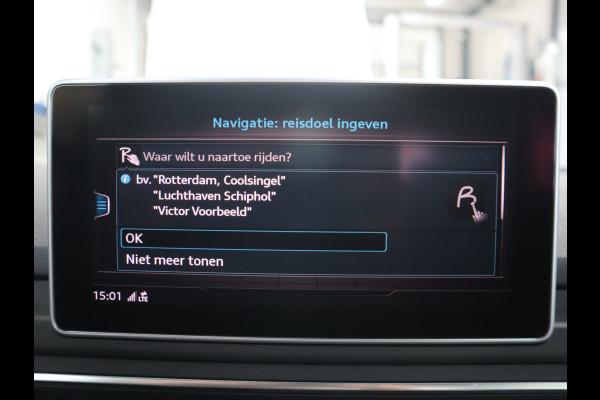 Navigatie: reisdoel ingeven
Waar wilt u naartoe rijden?
bv. "Rotterdam, Coolsingel"
"Luchthaven Schiphol"
"Victor Voorbeeld"
R
OK
Niet meer tonen
15:01 LTE